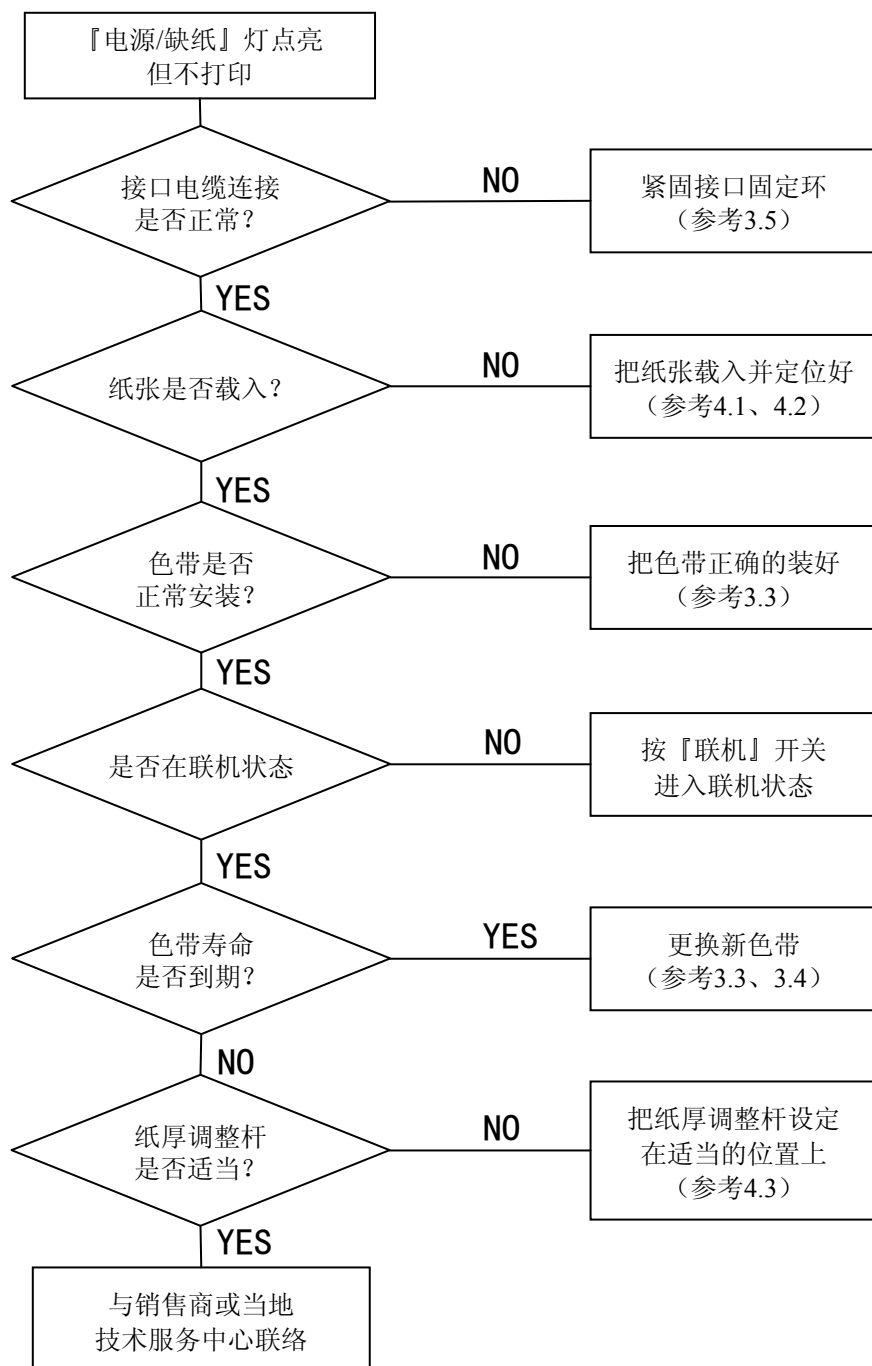 『电源/缺纸』灯点亮
但不打印
接口电缆连接
是否正常？
NO
紧固接口固定环
（参考3.5）
YES
纸张是否载入？
NO
把纸张载入并定位好
（参考4.1、4.2）
YES
色带是否
正常安装？
NO
把色带正确的装好
（参考3.3）
YES
是否在联机状态
NO
按『联机』开关
进入联机状态
YES
色带寿命
是否到期？
YES
更换新色带
（参考3.3、3.4）
NO
纸厚调整杆
是否适当？
NO
把纸厚调整杆设定
在适当的位置上
（参考4.3）
YES
与销售商或当地
技术服务中心联络